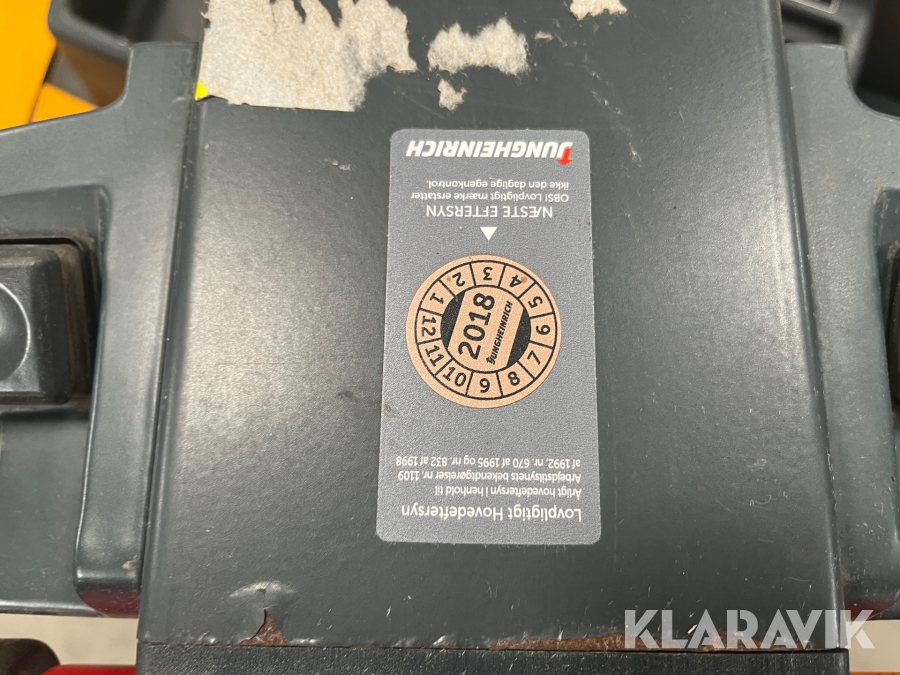 Lovpligtigt Hovedeftersyn
Årligt hovedeftersyn i henhold til
Arbejdstilsynets bekendtgørelser nr. 1109
af 1992, nr. 670 af 1995 og nr. 832 af 1998
1 2 3 4 5 6 7 8 9 10 11 12
2018
JUNGHEINRICH
NÆSTE EFTERSYN
OBS! Lovpligtigt mærke erstatter
ikke den daglige egenkontrol.
JUNGHEINRICH
KLARAVIK